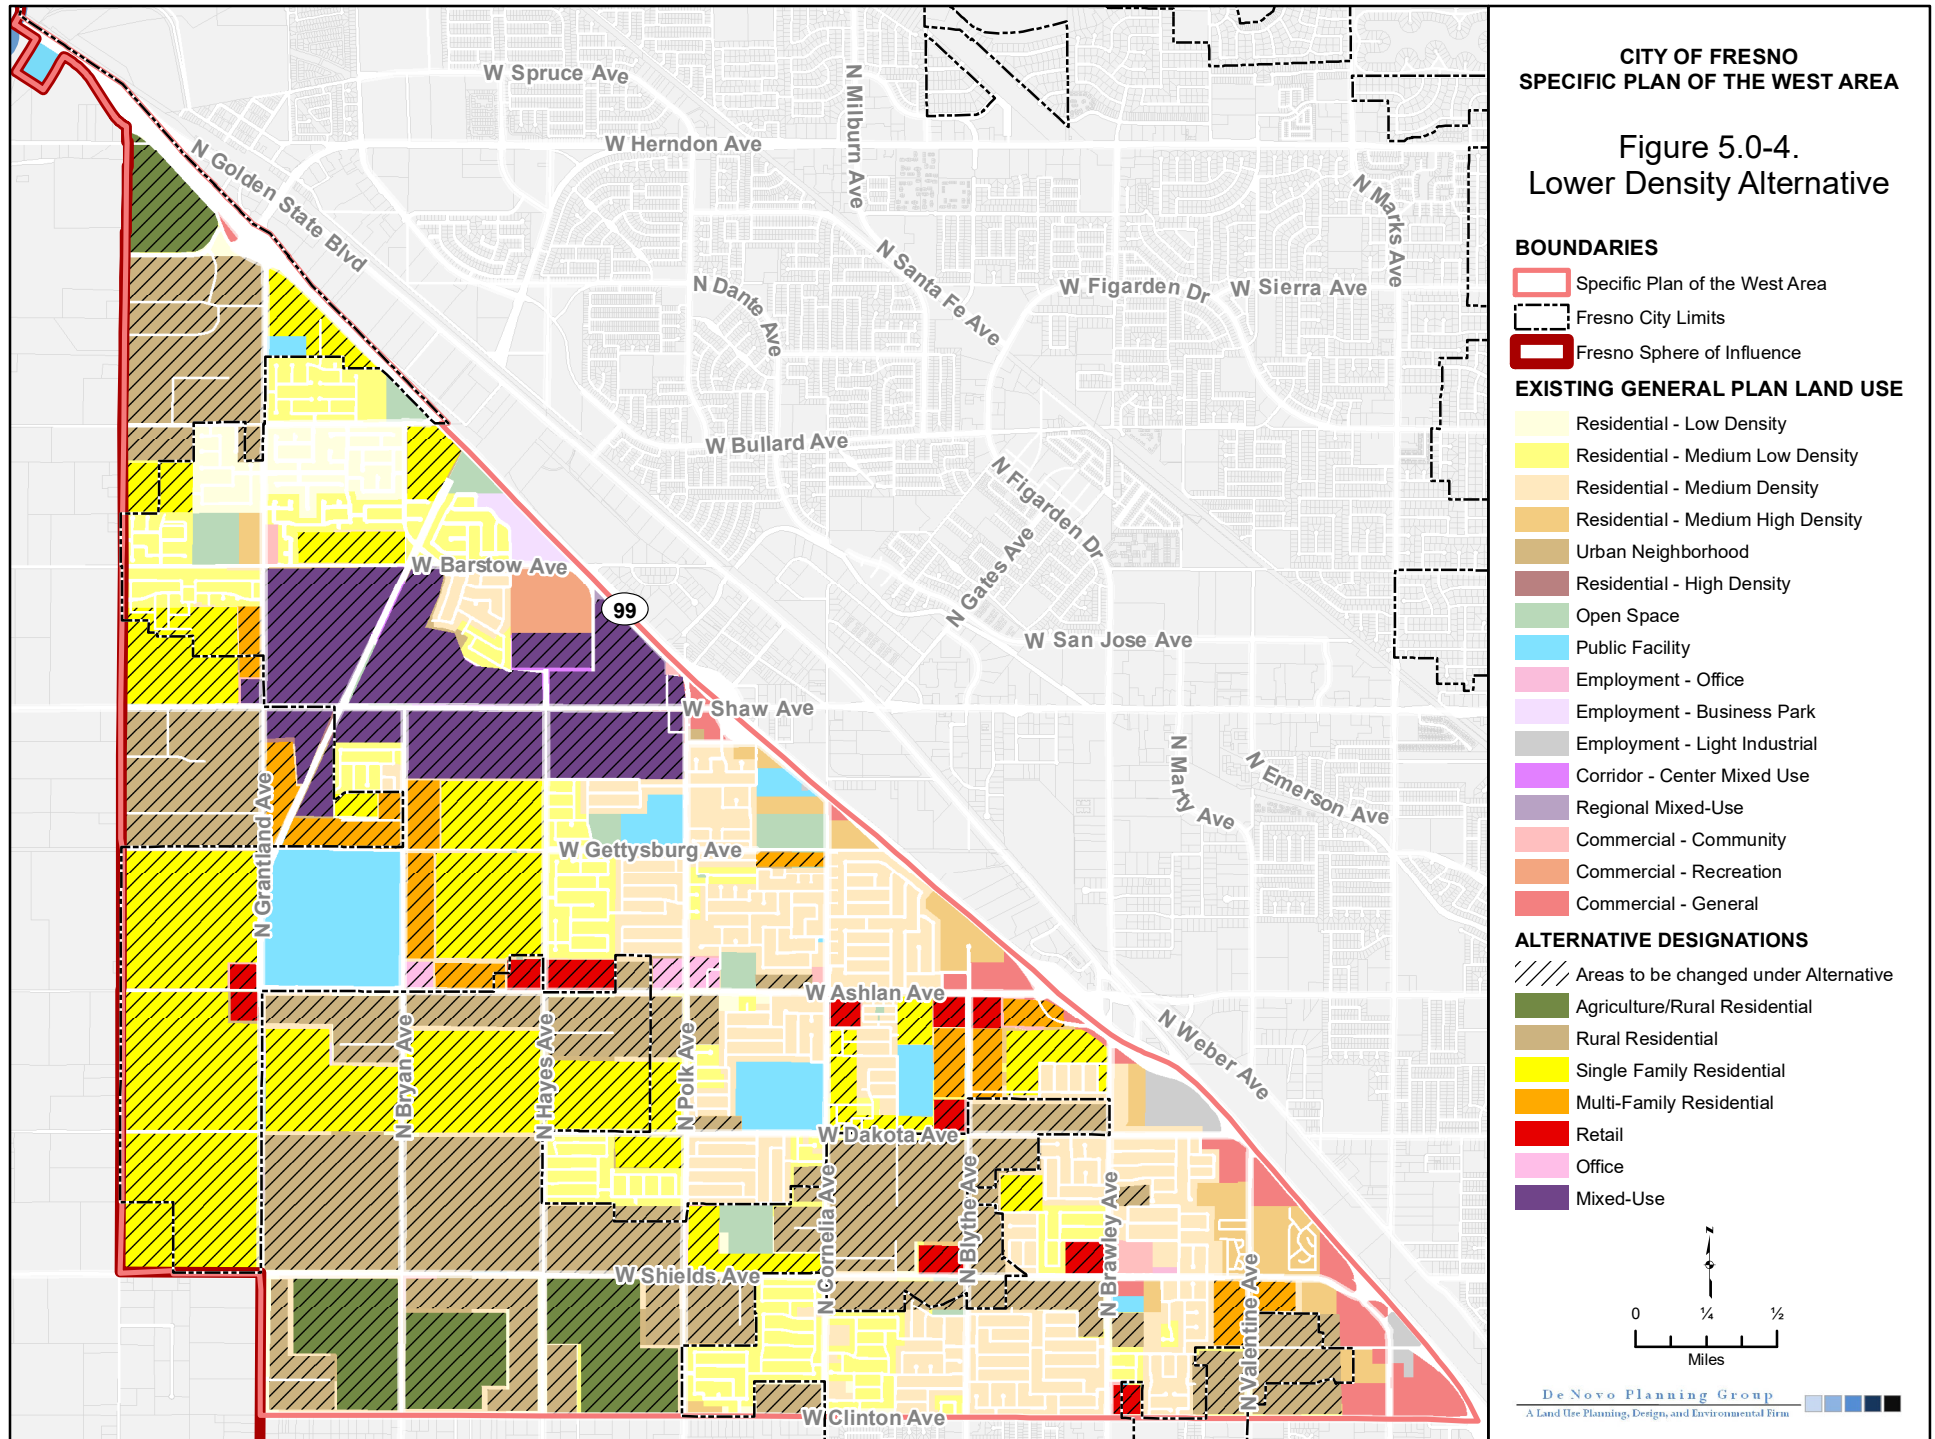 CITY OF FRESNO
SPECIFIC PLAN OF THE WEST AREA
Figure 5.0-4.
Lower Density Alternative
BOUNDARIES
Specific Plan of the West Area
Fresno City Limits
Fresno Sphere of Influence
EXISTING GENERAL PLAN LAND USE
Residential - Low Density
Residential - Medium Low Density
Residential - Medium Density
Residential - Medium High Density
Urban Neighborhood
Residential - High Density
Open Space
Public Facility
Employment - Office
Employment - Business Park
Employment - Light Industrial
Corridor - Center Mixed Use
Regional Mixed-Use
Commercial - Community
Commercial - Recreation
Commercial - General
ALTERNATIVE DESIGNATIONS
Areas to be changed under Alternative
Agriculture/Rural Residential
Rural Residential
Single Family Residential
Multi-Family Residential
Retail
Office
Mixed-Use
N
0 ¼ ½
Miles
De Novo Planning Group
A Land Use Planning, Design, and Environmental Firm
W Spruce Ave
N Milburn Ave
W Herndon Ave
N Golden State Blvd
N Marks Ave
N Santa Fe Ave
N Dante Ave
W Figarden Dr
W Sierra Ave
W Bullard Ave
N Figarden Dr
N Gates Ave
W Barstow Ave
99
W San Jose Ave
W Shaw Ave
N Marty Ave
N Emerson Ave
N Grantland Ave
W Gettysburg Ave
W Ashlan Ave
N Bryan Ave
N Hayes Ave
N Polk Ave
N Weber Ave
W Dakota Ave
N Cornelia Ave
N Blythe Ave
N Brawley Ave
N Valentine Ave
W Shields Ave
W Clinton Ave